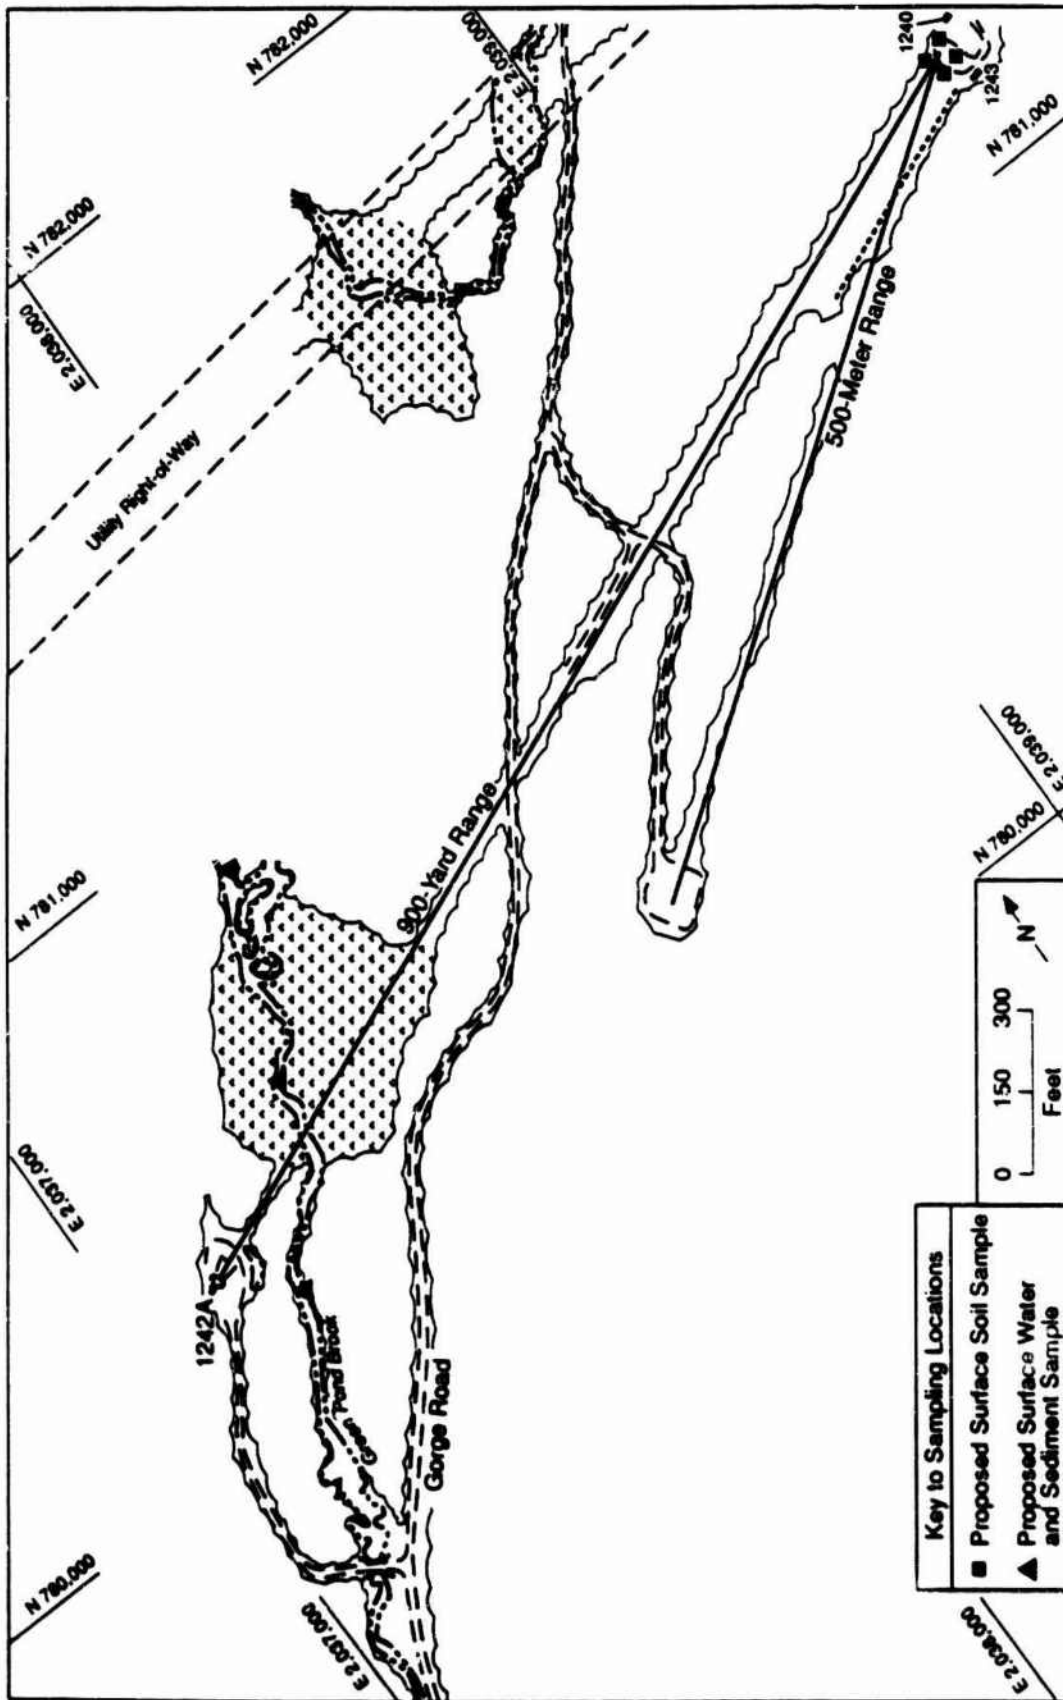 N 782,000
E 2,039,000
1240
1243
N 781,000
N 782,000
E 2,038,000
Utility Right-of-Way
500-Meter Range
900-Yard Range
N 781,000
E 2,037,000
E 2,039,000
N 780,000
1242A
Green Pond Brook
Gorge Road
N 780,000
E 2,037,000
E 2,038,000
0 150 300
Feet
N
Key to Sampling Locations
Proposed Surface Soil Sample
Proposed Surface Water
and Sediment Sample